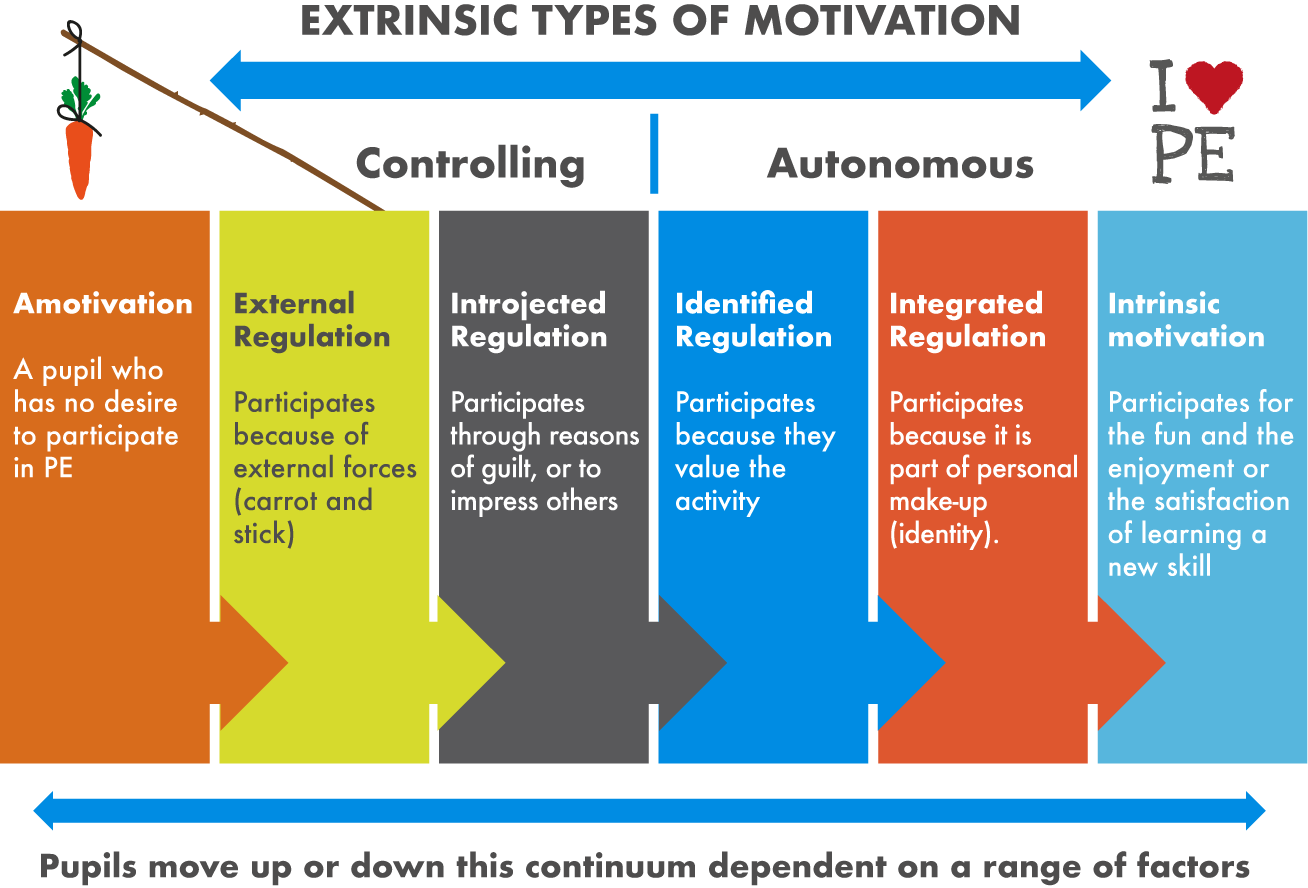 EXTRINSIC TYPES OF MOTIVATION
I
PE
Controlling
Autonomous
Amotivation
A pupil who
has no desire
to participate
in PE
External
Regulation
Participates
because of
external forces
(carrot and
stick)
Introjected
Regulation
Participates
through reasons
of guilt, or to
impress others
Identified
Regulation
Participates
because they
value the
activity
Integrated
Regulation
Participates
because it is
part of personal
make-up
(identity).
Intrinsic
motivation
Participates for
the fun and the
enjoyment or
the satisfaction
of learning a
new skill
Pupils move up or down this continuum dependent on a range of factors